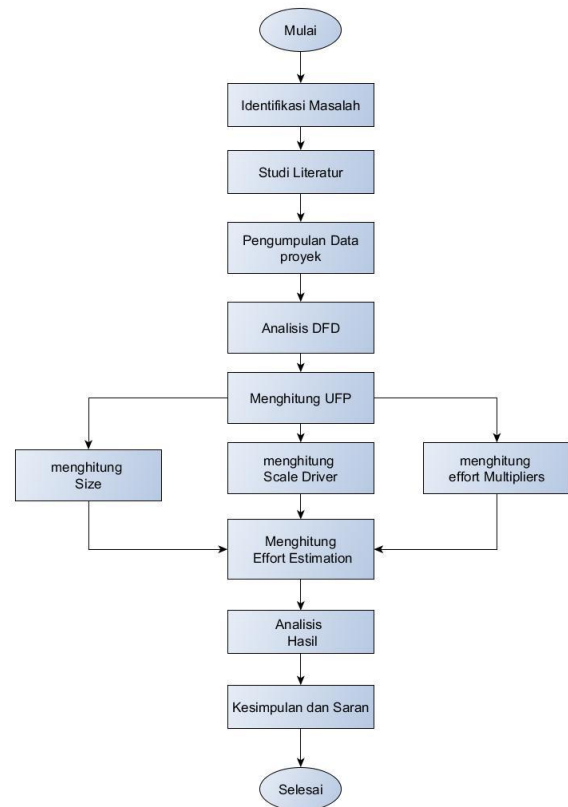 Mulai
Identifikasi Masalah
Studi Literatur
Pengumpulan Data
proyek
Analisis DFD
Menghitung UFP
menghitung
Size
menghitung
Scale Driver
menghitung
effort Multipliers
Menghitung
Effort Estimation
Analisis
Hasil
Kesimpulan dan Saran
Selesai